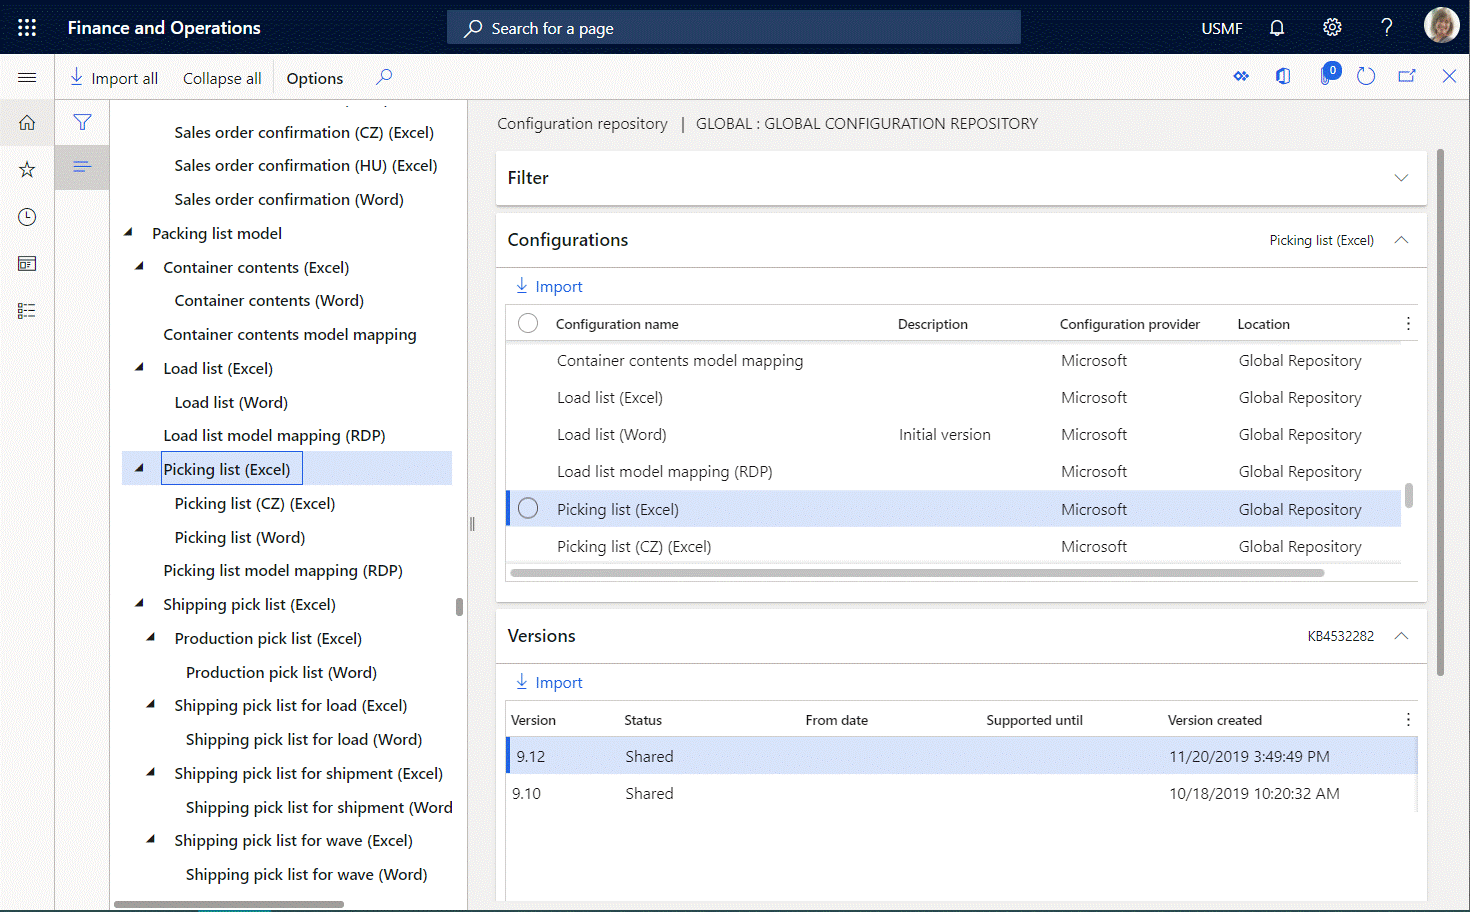 Finance and Operations
Search for a page
USMF
Import all
Collapse all
Options
0
Sales order confirmation (CZ) (Excel)
Sales order confirmation (HU) (Excel)
Sales order confirmation (Word)
Packing list model
Container contents (Excel)
Container contents (Word)
Container contents model mapping
Load list (Excel)
Load list (Word)
Load list model mapping (RDP)
Picking list (Excel)
Picking list (CZ) (Excel)
Picking list (Word)
Picking list model mapping (RDP)
Shipping pick list (Excel)
Production pick list (Excel)
Production pick list (Word)
Shipping pick list for load (Excel)
Shipping pick list for load (Word)
Shipping pick list for shipment (Excel)
Shipping pick list for shipment (Word
Shipping pick list for wave (Excel)
Shipping pick list for wave (Word)
Configuration repository | GLOBAL : GLOBAL CONFIGURATION REPOSITORY
Filter
Configurations Picking list (Excel)
Import
Configuration name Description Configuration provider Location
Container contents model mapping Microsoft Global Repository
Load list (Excel) Microsoft Global Repository
Load list (Word) Initial version Microsoft Global Repository
Load list model mapping (RDP) Microsoft Global Repository
Picking list (Excel) Microsoft Global Repository
Picking list (CZ) (Excel) Microsoft Global Repository
Versions KB4532282
Import
Version Status From date Supported until Version created
9.12 Shared 11/20/2019 3:49:49 PM
9.10 Shared 10/18/2019 10:20:32 AM